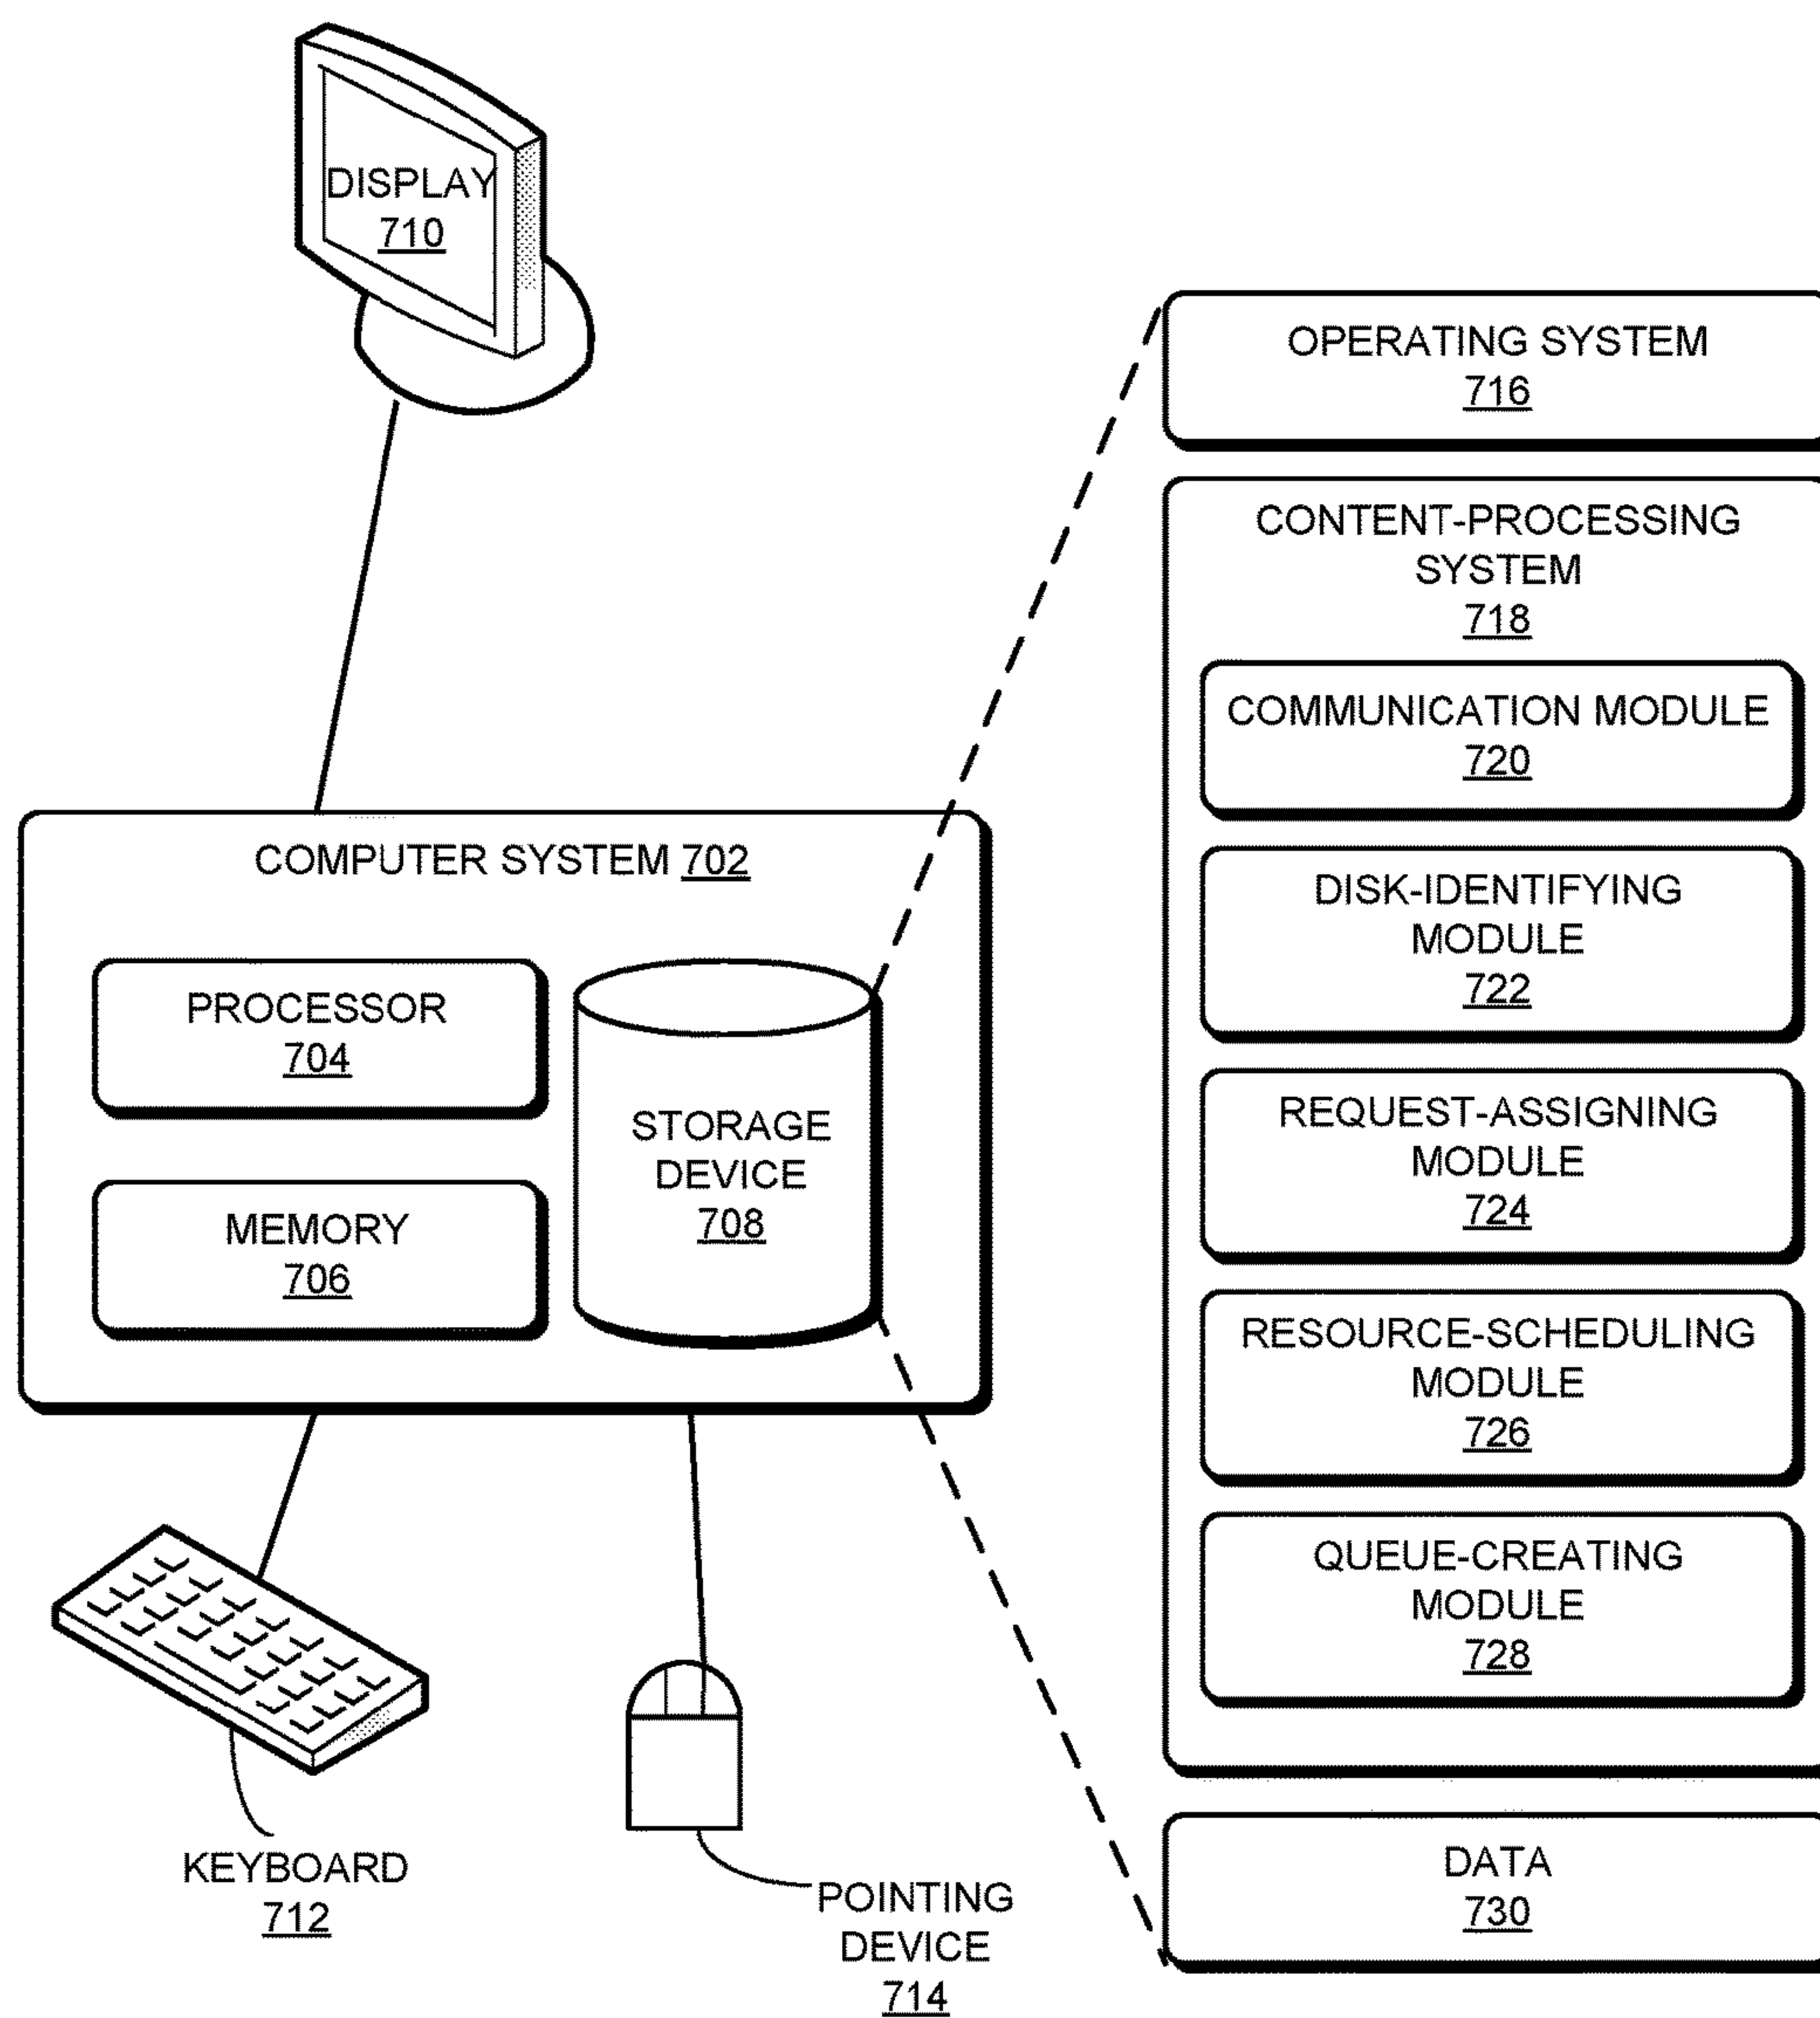 DISPLAY
710
COMPUTER SYSTEM 702
PROCESSOR
704
MEMORY
706
STORAGE
DEVICE
708
KEYBOARD
712
POINTING
DEVICE
714
OPERATING SYSTEM
716
CONTENT-PROCESSING
SYSTEM
718
COMMUNICATION MODULE
720
DISK-IDENTIFYING
MODULE
722
REQUEST-ASSIGNING
MODULE
724
RESOURCE-SCHEDULING
MODULE
726
QUEUE-CREATING
MODULE
728
DATA
730